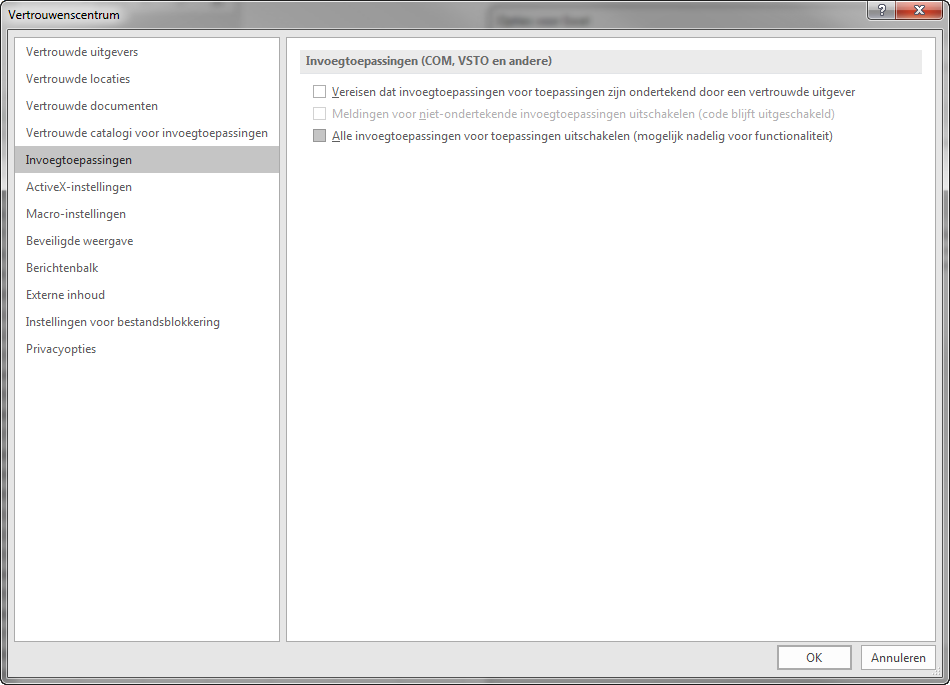 Vertrouwenscentrum
Vertrouwde uitgevers
Vertrouwde locaties
Vertrouwde documenten
Vertrouwde catalogi voor invoegtoepassingen
Invoegtoepassingen
ActiveX-instellingen
Macro-instellingen
Beveiligde weergave
Berichtenbalk
Externe inhoud
Instellingen voor bestandsblokkering
Privacyopties
Invoegtoepassingen (COM, VSTO en andere)
Vereisen dat invoegtoepassingen voor toepassingen zijn ondertekend door een vertrouwde uitgever
Meldingen voor niet-ondertekende invoegtoepassingen uitschakelen (code blijft uitgeschakeld)
Alle invoegtoepassingen voor toepassingen uitschakelen (mogelijk nadelig voor functionaliteit)
OK
Annuleren